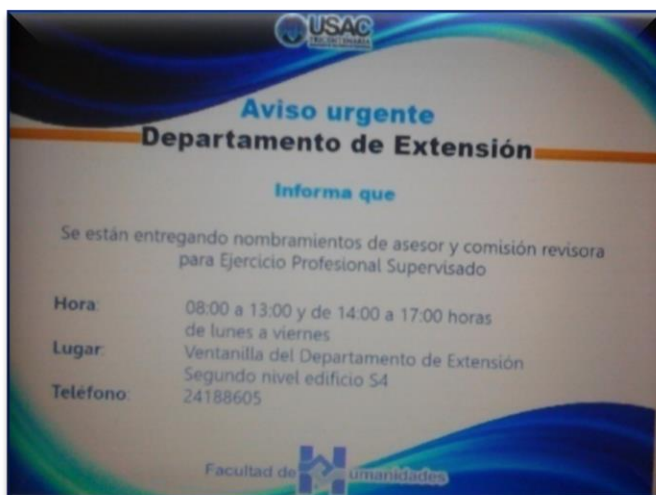 USAC
TRICENTENARIA
Aviso urgente
Departamento de Extensión
Informa que
Se están entregando nombramientos de asesor y comisión revisora
para Ejercicio Profesional Supervisado
Hora: 08:00 a 13:00 y de 14:00 a 17:00 horas
de lunes a viernes
Lugar: Ventanilla del Departamento de Extensión
Segundo nivel edificio S4
Teléfono: 24188605
Facultad de Humanidades